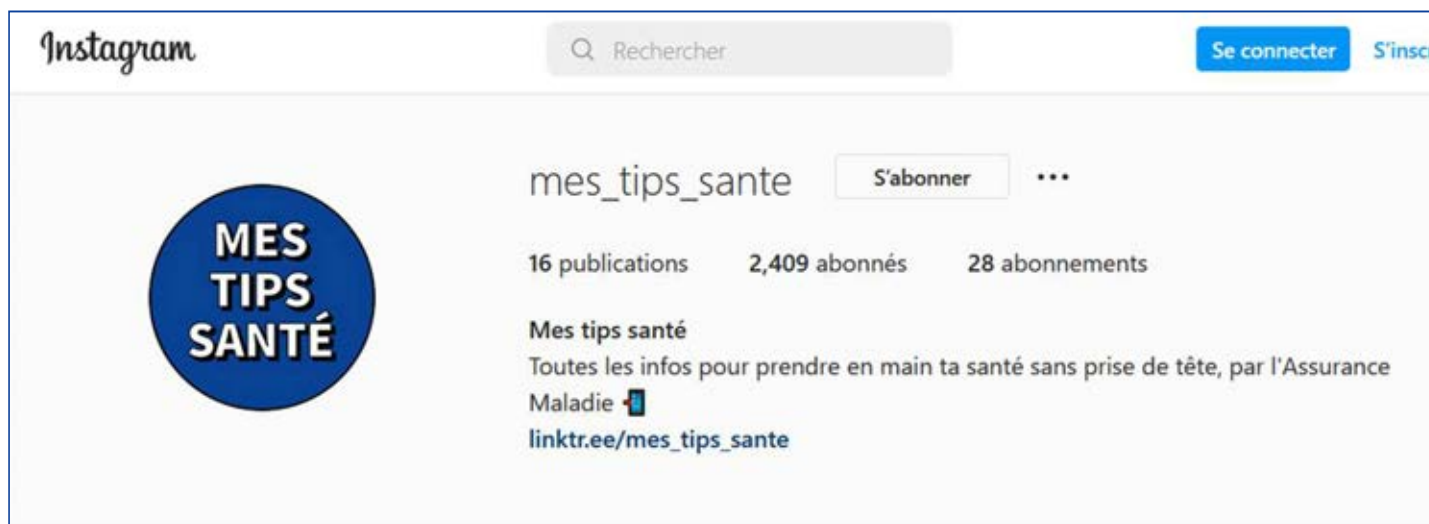 Instagram
Rechercher
Se connecter
S'insc
MES
TIPS
SANTÉ
mes_tips_sante
S'abonner
16 publications 2,409 abonnés 28 abonnements
Mes tips santé
Toutes les infos pour prendre en main ta santé sans prise de tête, par l'Assurance
Maladie 📲
linktr.ee/mes_tips_sante